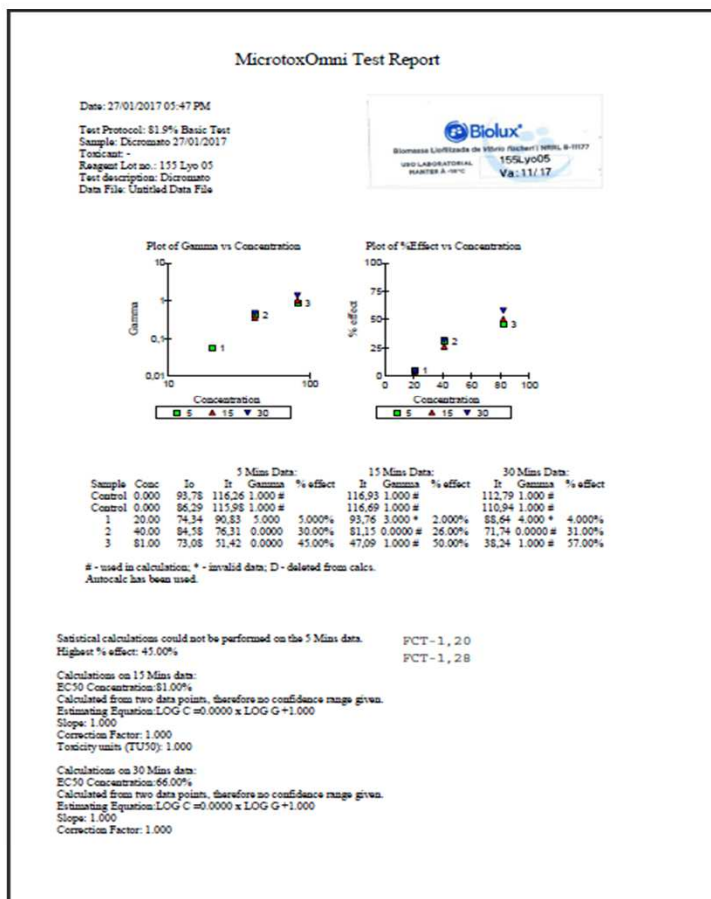 MicrotoxOmni Test Report
Date: 27/01/2017 05:47 PM
Test Protocol: 81.9% Basic Test
Sample: Dicromato 27/01/2017
Toxicant: -
Reagent Lot no.: 155 Lyo 05
Test description: Dicromato
Data File: Untitled Data File
Biolux®
Biomassa Liofilizada de Vibrio fischeri NRRL B-11177
USO LABORATORIAL
MANTER À
155Lyo05
Va:11/17
Plot of Gamma vs Concentration
10
1
0,1
0,01
Gamma
1
2
3
10 100
Concentration
5 15 30
Plot of %Effect vs Concentration
100
75
50
25
0
% effect
1
2
3
0 20 40 60 80 100
Concentration
5 15 30
5 Mins Data: 15 Mins Data: 30 Mins Data:
Sample Conc Io It Gamma % effect It Gamma % effect It Gamma % effect
Control 0.000 93,78 116,26 1.000 # 116,93 1.000 # 112,79 1.000 #
Control 0.000 86,29 115,98 1.000 # 116,69 1.000 # 110,94 1.000 #
1 20.00 74,34 90,83 5.000 5.000% 93,76 3.000 * 2.000% 88,64 4.000 * 4.000%
2 40.00 84,58 76,31 0.0000 30.00% 81,15 0.0000 # 26.00% 71,74 0.0000 # 31.00%
3 81.00 73,08 51,42 0.0000 45.00% 47,09 1.000 # 50.00% 38,24 1.000 # 57.00%
# - used in calculation; * - invalid data; D - deleted from calcs.
Autocalc has been used.
Satistical calculations could not be performed on the 5 Mins data.
Highest % effect: 45.00%
FCT-1,20
FCT-1,28
Calculations on 15 Mins data:
EC50 Concentration:81.00%
Calculated from two data points, therefore no confidence range given.
Estimating Equation:LOG C =0.0000 x LOG G +1.000
Slope: 1.000
Correction Factor: 1.000
Toxicity units (TU50): 1.000
Calculations on 30 Mins data:
EC50 Concentration:66.00%
Calculated from two data points, therefore no confidence range given.
Estimating Equation:LOG C =0.0000 x LOG G +1.000
Slope: 1.000
Correction Factor: 1.000